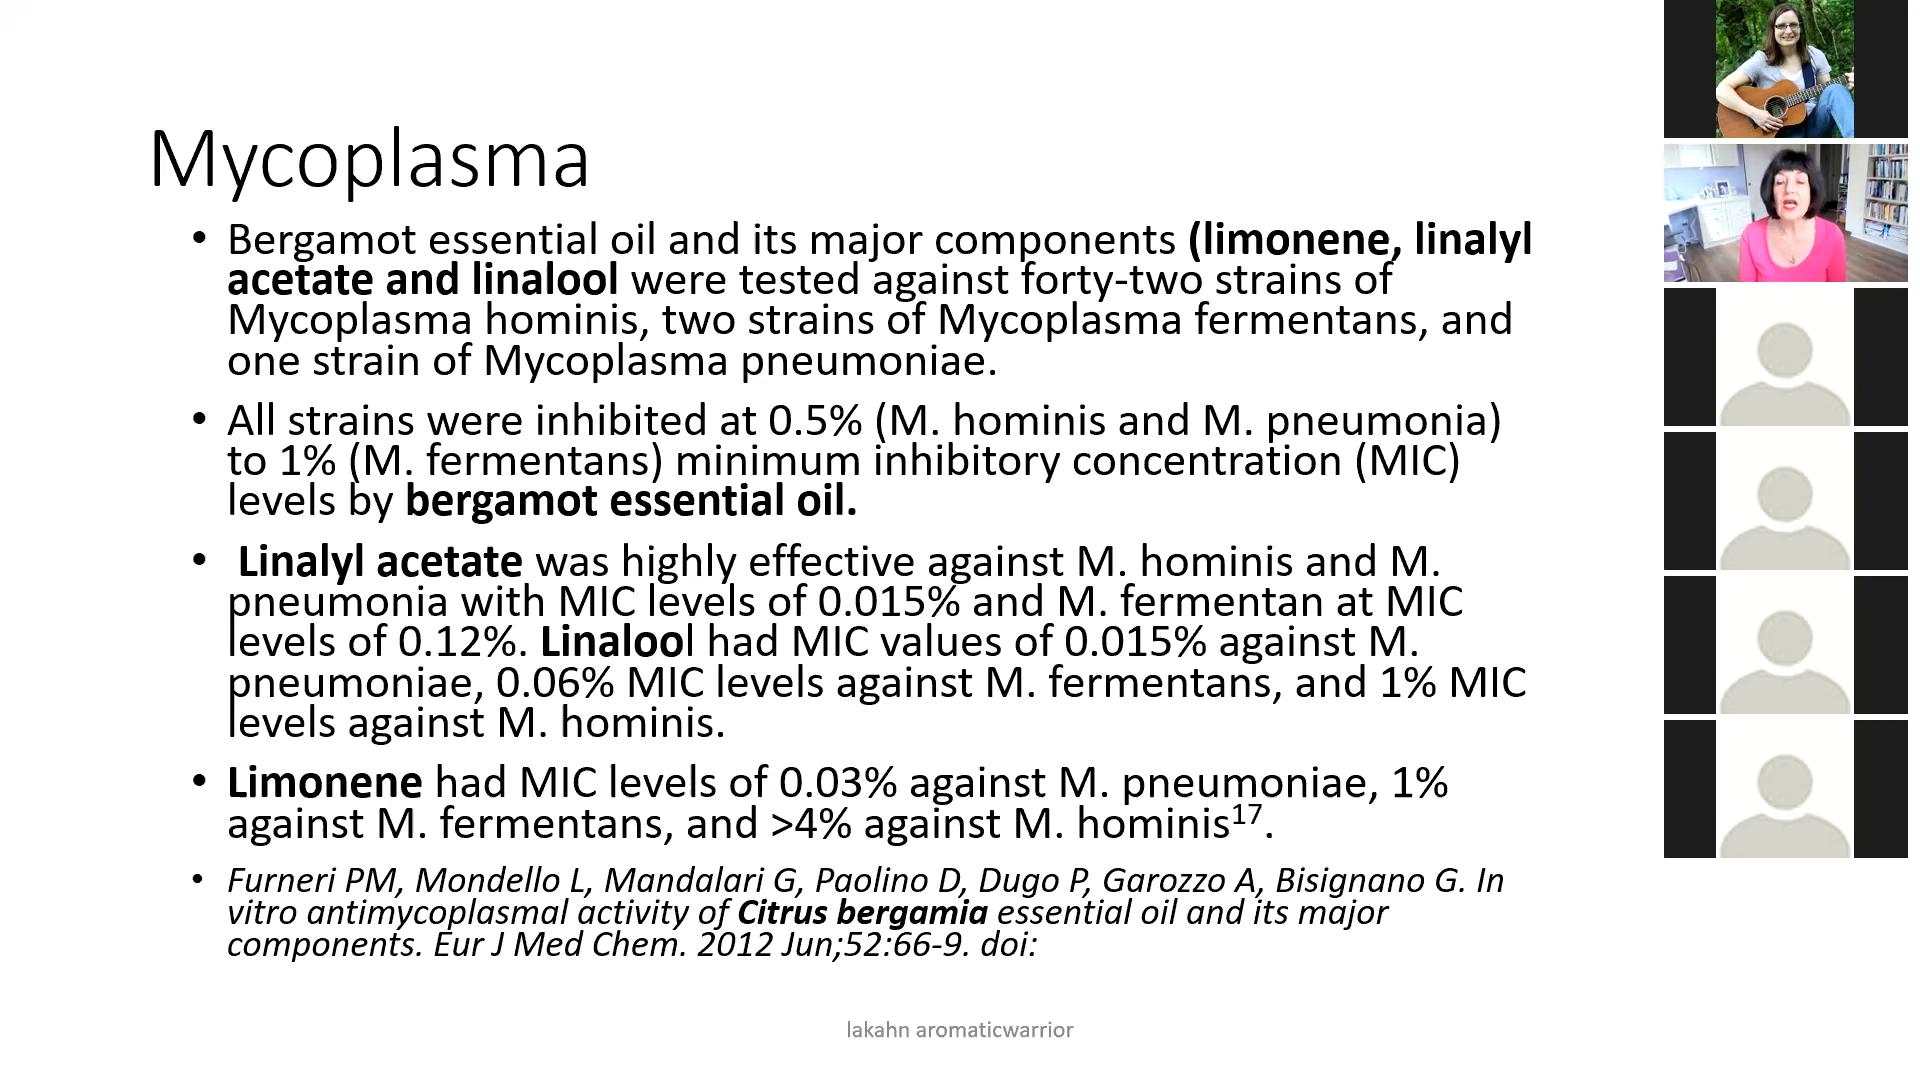 Mycoplasma
• Bergamot essential oil and its major components (limonene, linalyl
acetate and linalool were tested against forty-two strains of
Mycoplasma hominis, two strains of Mycoplasma fermentans, and
one strain of Mycoplasma pneumoniae.
• All strains were inhibited at 0.5% (M. hominis and M. pneumonia)
to 1% (M. fermentans) minimum inhibitory concentration (MIC)
levels by bergamot essential oil.
• Linalyl acetate was highly effective against M. hominis and M.
pneumonia with MIC levels of 0.015% and M. fermentan at MIC
levels of 0.12%. Linalool had MIC values of 0.015% against M.
pneumoniae, 0.06% MIC levels against M. fermentans, and 1% MIC
levels against M. hominis.
• Limonene had MIC levels of 0.03% against M. pneumoniae, 1%
against M. fermentans, and >4% against M. hominis¹⁷.
• Furneri PM, Mondello L, Mandalari G, Paolino D, Dugo P, Garozzo A, Bisignano G. In
vitro antimycoplasmal activity of Citrus bergamia essential oil and its major
components. Eur J Med Chem. 2012 Jun;52:66-9. doi:
lakahn aromaticwarrior